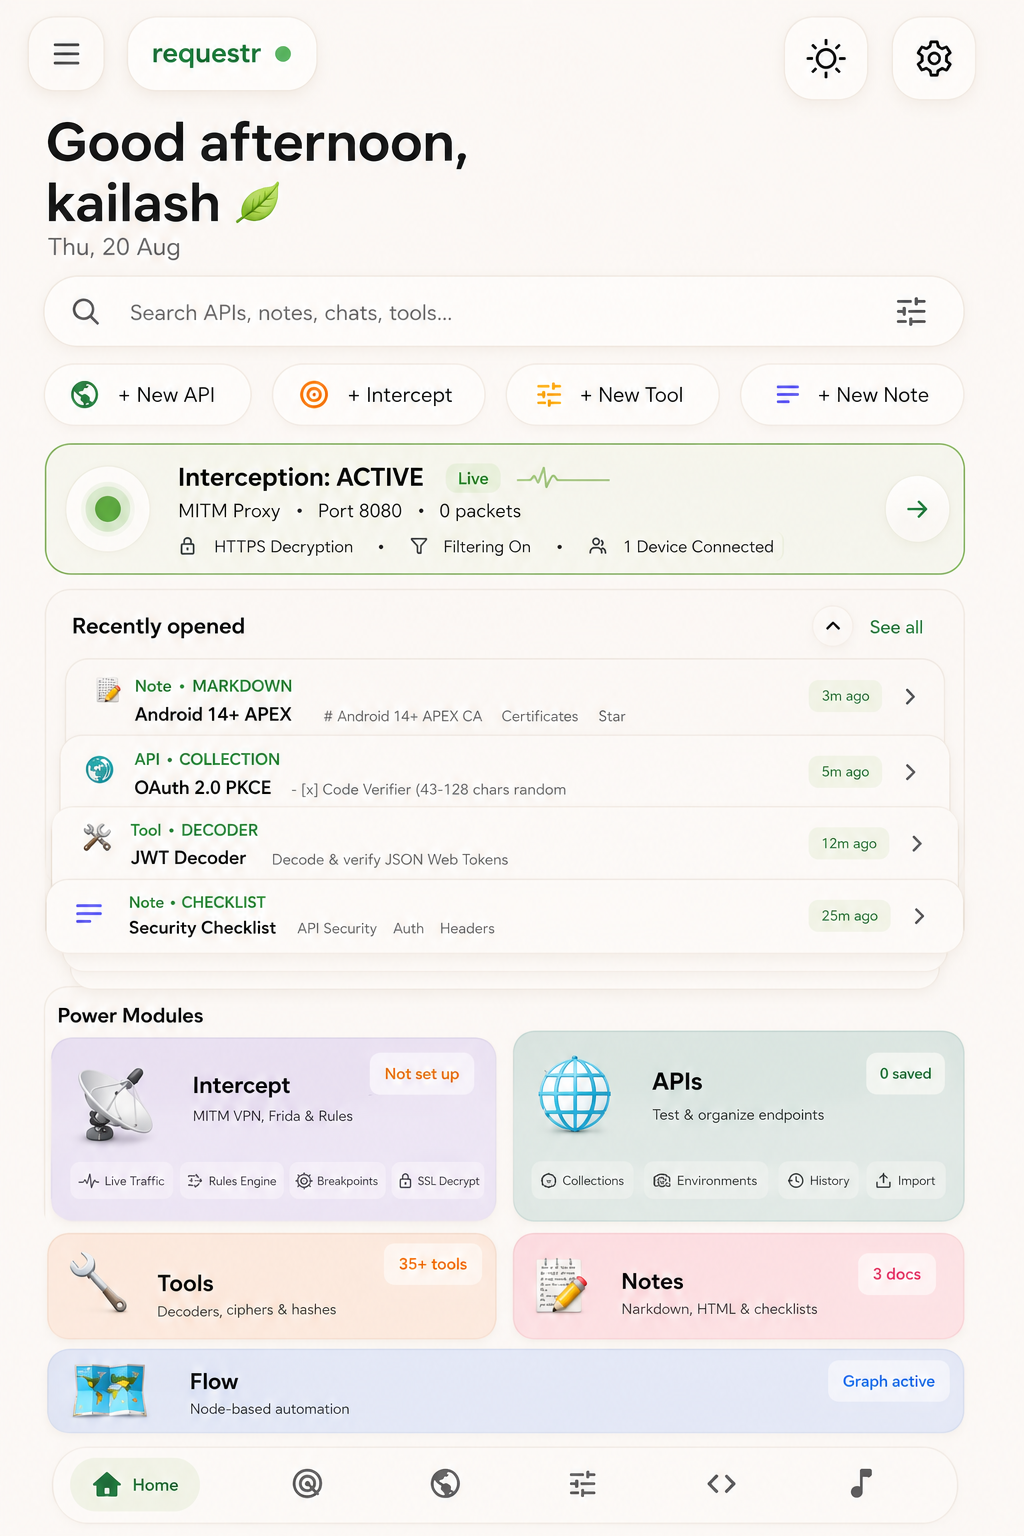 requestr
Good afternoon,
kailash
Thu, 20 Aug
Search APIs, notes, chats, tools...
+ New API
+ Intercept
+ New Tool
+ New Note
Interception: ACTIVE Live
MITM Proxy • Port 8080 • 0 packets
HTTPS Decryption • Filtering On • 1 Device Connected
Recently opened
See all
Note • MARKDOWN
Android 14+ APEX # Android 14+ APEX CA Certificates Star
3m ago
API • COLLECTION
OAuth 2.0 PKCE - [x] Code Verifier (43-128 chars random
5m ago
Tool • DECODER
JWT Decoder Decode & verify JSON Web Tokens
12m ago
Note • CHECKLIST
Security Checklist API Security Auth Headers
25m ago
Power Modules
Intercept
Not set up
MITM VPN, Frida & Rules
Live Traffic
Rules Engine
Breakpoints
SSL Decrypt
APIs
0 saved
Test & organize endpoints
Collections
Environments
History
Import
Tools
35+ tools
Decoders, ciphers & hashes
Notes
3 docs
Narkdown, HTML & checklists
Flow
Graph active
Node-based automation
Home